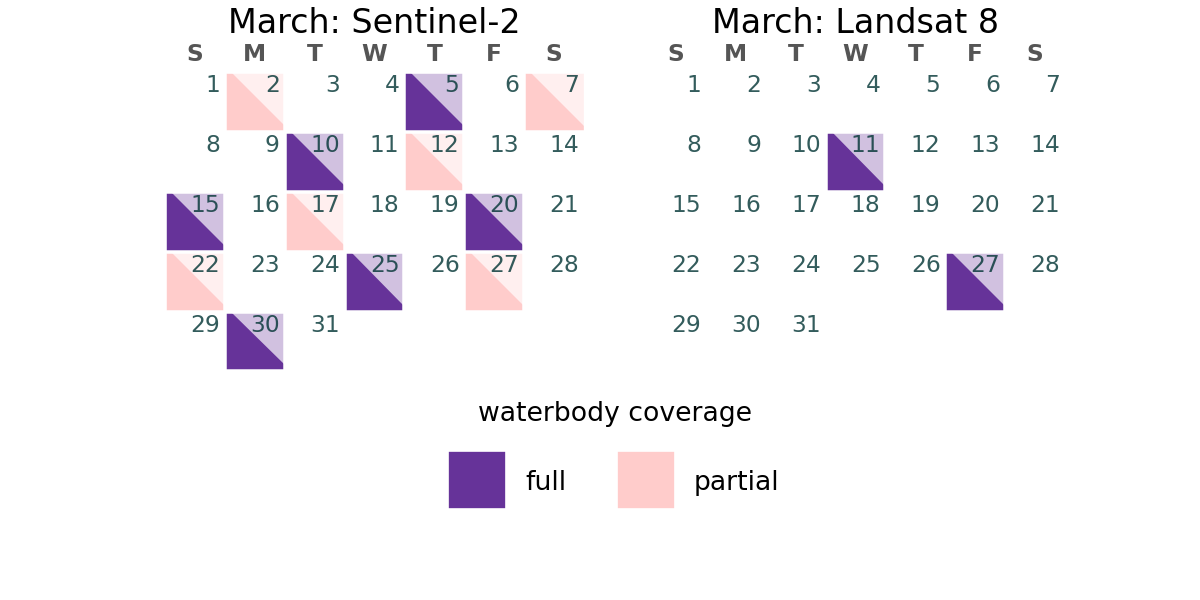 March: Sentinel-2
S M T W T F S
1 2 3 4 5 6 7
8 9 10 11 12 13 14
15 16 17 18 19 20 21
22 23 24 25 26 27 28
29 30 31
March: Landsat 8
S M T W T F S
1 2 3 4 5 6 7
8 9 10 11 12 13 14
15 16 17 18 19 20 21
22 23 24 25 26 27 28
29 30 31
waterbody coverage
full
partial